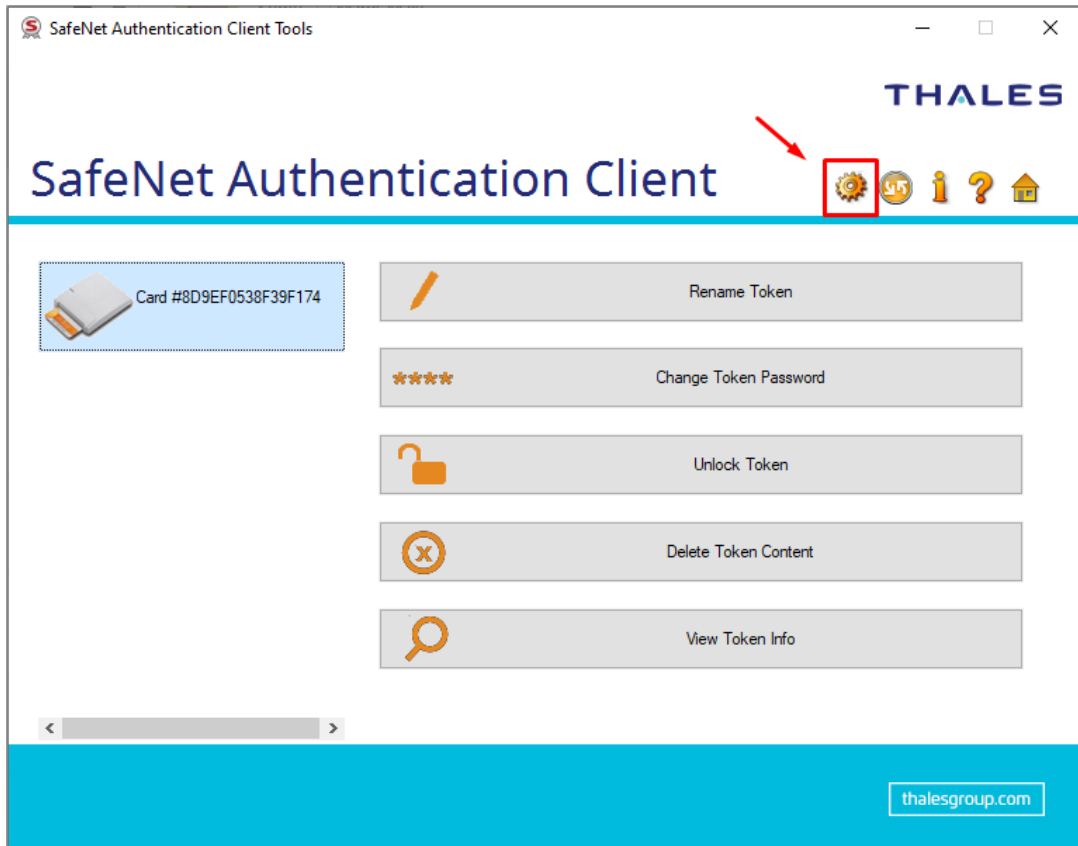 SafeNet Authentication Client Tools
THALES
SafeNet Authentication Client
Card #8D9EF0538F39F174
Rename Token
**** Change Token Password
Unlock Token
Delete Token Content
View Token Info
thalesgroup.com